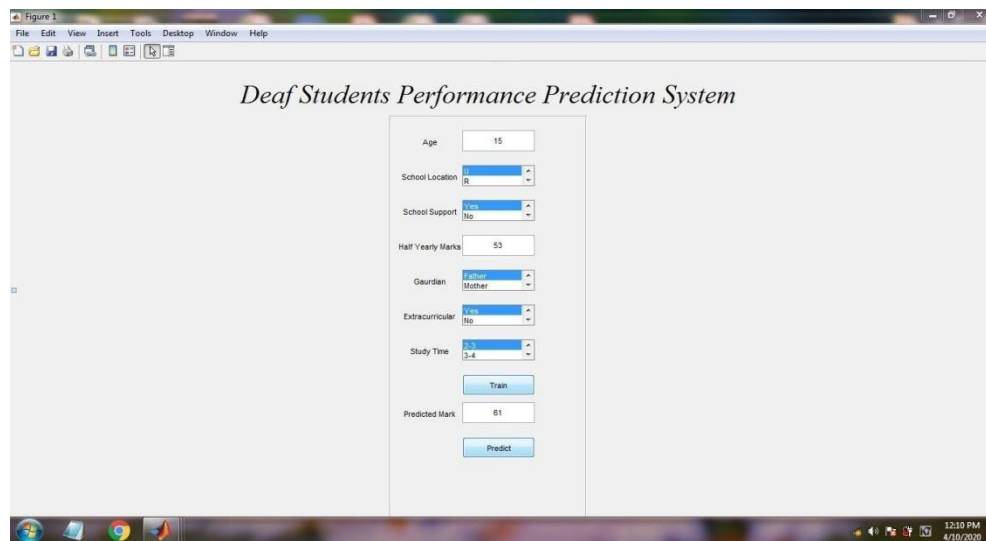 Figure 1
File Edit View Insert Tools Desktop Window Help
Deaf Students Performance Prediction System
Age 15
School Location U
R
School Support Yes
No
Half Yearly Marks 53
Gaurdian Father
Mother
Extracurricular Yes
No
Study Time 2-3
3-4
Train
Predicted Mark 61
Predict
12:10 PM
4/10/2020